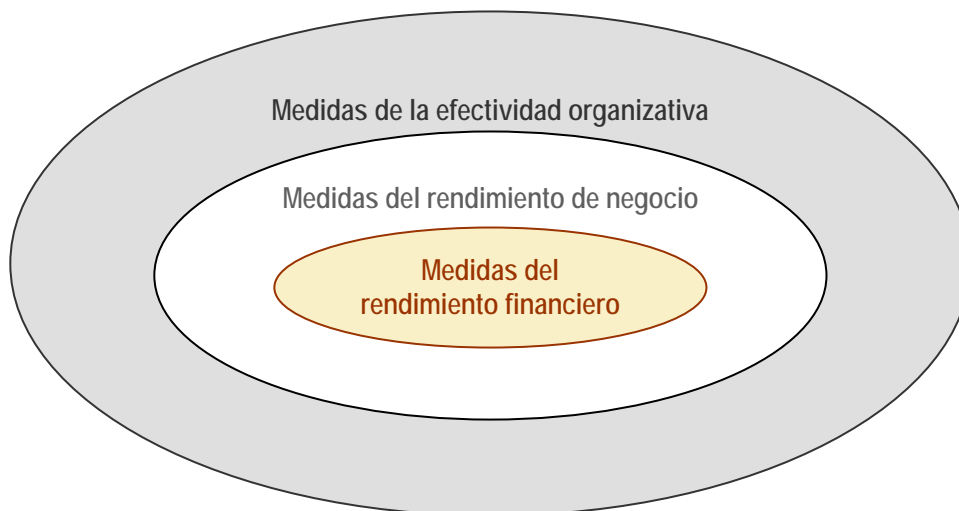 Medidas de la efectividad organizativa
Medidas del rendimiento de negocio
Medidas del
rendimiento financiero